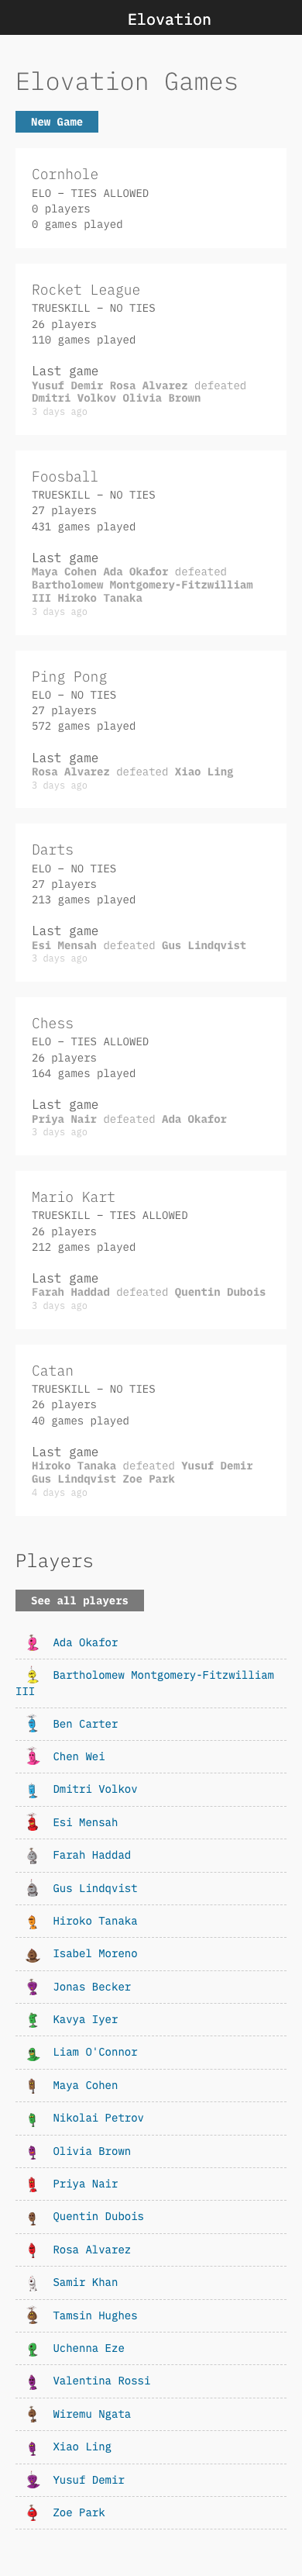 Elovation
Elovation Games
New Game
Cornhole
ELO – TIES ALLOWED
0 players
0 games played
Rocket League
TRUESKILL – NO TIES
26 players
110 games played
Last game
Yusuf Demir Rosa Alvarez defeated
Dmitri Volkov Olivia Brown
3 days ago
Foosball
TRUESKILL – NO TIES
27 players
431 games played
Last game
Maya Cohen Ada Okafor defeated
Bartholomew Montgomery-Fitzwilliam
III Hiroko Tanaka
3 days ago
Ping Pong
ELO – NO TIES
27 players
572 games played
Last game
Rosa Alvarez defeated Xiao Ling
3 days ago
Darts
ELO – NO TIES
27 players
213 games played
Last game
Esi Mensah defeated Gus Lindqvist
3 days ago
Chess
ELO – TIES ALLOWED
26 players
164 games played
Last game
Priya Nair defeated Ada Okafor
3 days ago
Mario Kart
TRUESKILL – TIES ALLOWED
26 players
212 games played
Last game
Farah Haddad defeated Quentin Dubois
3 days ago
Catan
TRUESKILL – NO TIES
26 players
40 games played
Last game
Hiroko Tanaka defeated Yusuf Demir
Gus Lindqvist Zoe Park
4 days ago
Players
See all players
Ada Okafor
Bartholomew Montgomery-Fitzwilliam
III
Ben Carter
Chen Wei
Dmitri Volkov
Esi Mensah
Farah Haddad
Gus Lindqvist
Hiroko Tanaka
Isabel Moreno
Jonas Becker
Kavya Iyer
Liam O'Connor
Maya Cohen
Nikolai Petrov
Olivia Brown
Priya Nair
Quentin Dubois
Rosa Alvarez
Samir Khan
Tamsin Hughes
Uchenna Eze
Valentina Rossi
Wiremu Ngata
Xiao Ling
Yusuf Demir
Zoe Park